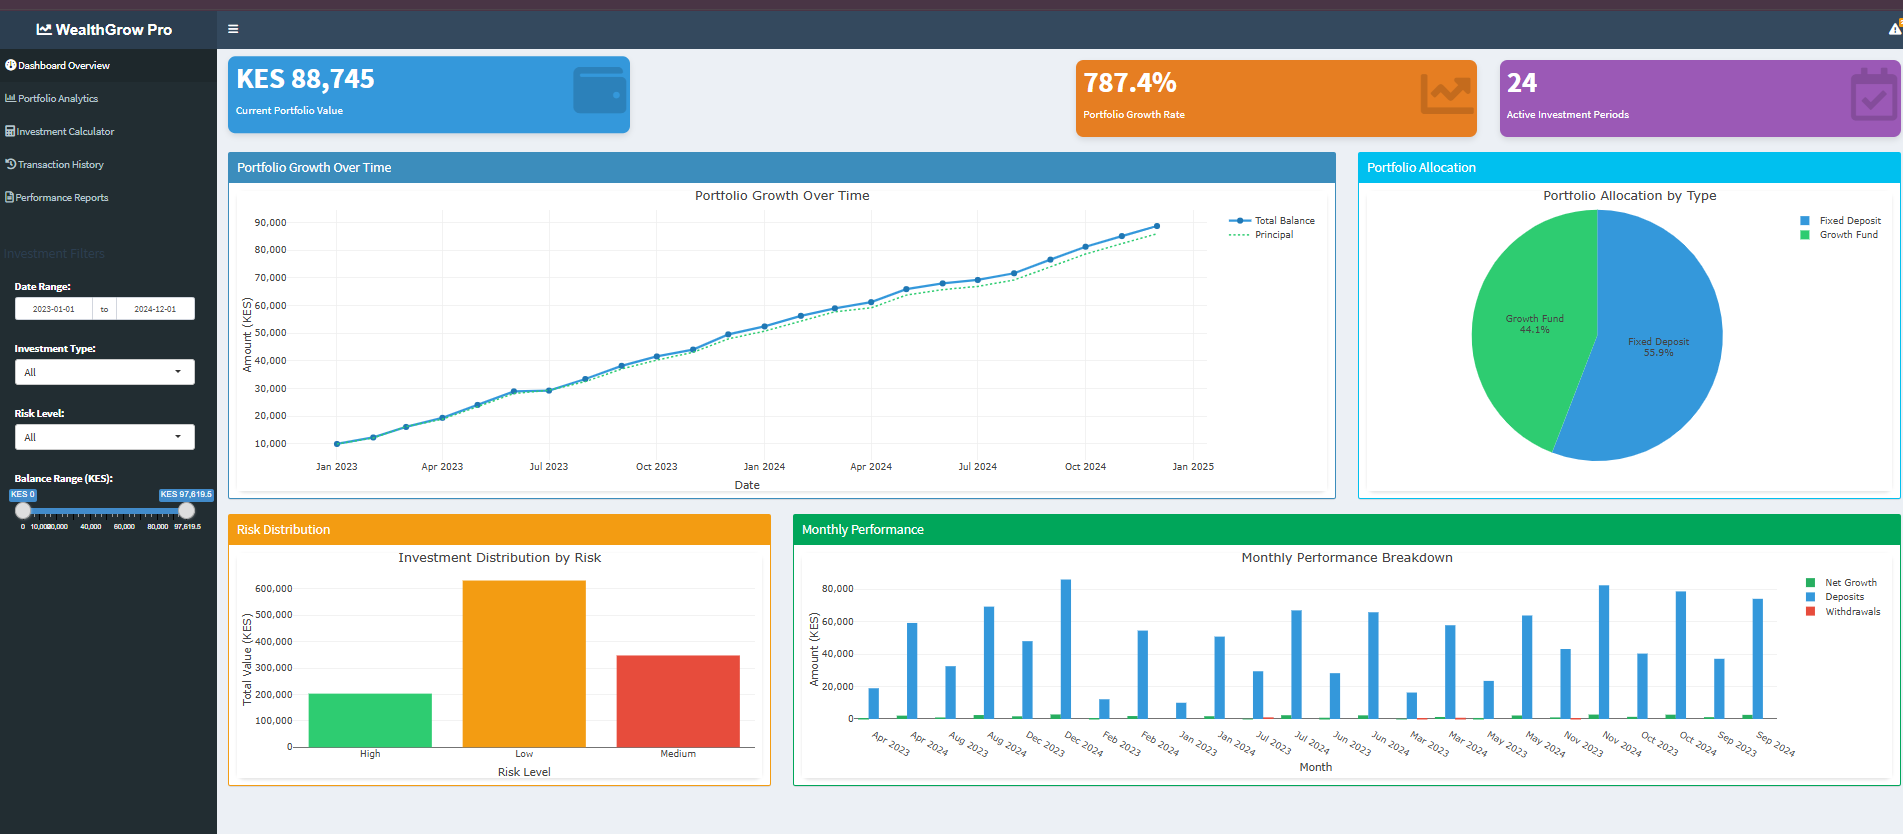 WealthGrow Pro
Dashboard Overview
Portfolio Analytics
Investment Calculator
Transaction History
Performance Reports
Investment Filters
Date Range:
2023-01-01 to 2024-12-01
Investment Type:
All
Risk Level:
All
Balance Range (KES):
KES 0 KES 97,619.5
0 40,000 60,000 80,000 97,619.5
KES 88,745
Current Portfolio Value
787.4%
Portfolio Growth Rate
24
Active Investment Periods
Portfolio Growth Over Time
Portfolio Growth Over Time
Total Balance
Principal
Amount (KES)
90,000
80,000
70,000
60,000
50,000
40,000
30,000
20,000
10,000
Jan 2023 Apr 2023 Jul 2023 Oct 2023 Jan 2024 Apr 2024 Jul 2024 Oct 2024 Jan 2025
Date
Portfolio Allocation
Portfolio Allocation by Type
Fixed Deposit
Growth Fund
Growth Fund
44.1%
Fixed Deposit
55.9%
Risk Distribution
Investment Distribution by Risk
Total Value (KES)
600,000
500,000
400,000
300,000
200,000
100,000
0
High Low Medium
Risk Level
Monthly Performance
Monthly Performance Breakdown
Net Growth
Deposits
Withdrawals
Amount (KES)
80,000
60,000
40,000
20,000
0
Apr 2023 Apr 2024 Aug 2023 Aug 2024 Dec 2023 Dec 2024 Feb 2023 Feb 2024 Jan 2023 Jan 2024 Jul 2023 Jul 2024 Jun 2023 Jun 2024 Mar 2023 Mar 2024 May 2023 May 2024 Nov 2023 Nov 2024 Oct 2023 Oct 2024 Sep 2023 Sep 2024
Month